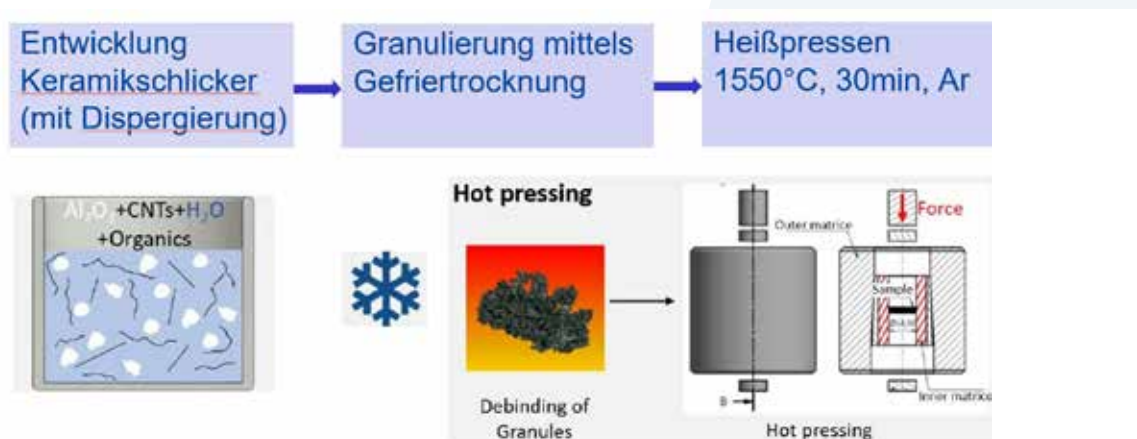 Entwicklung
Keramikschlicker
(mit Dispergierung)
Granulierung mittels
Gefriertrocknung
Heißpressen
1550°C, 30min, Ar
Al₂O₃ +CNTs+H₂O
+Organics
Hot pressing
Debinding of
Granules
Force
Outer matrice
Sample
B
Inner matrice
Hot pressing